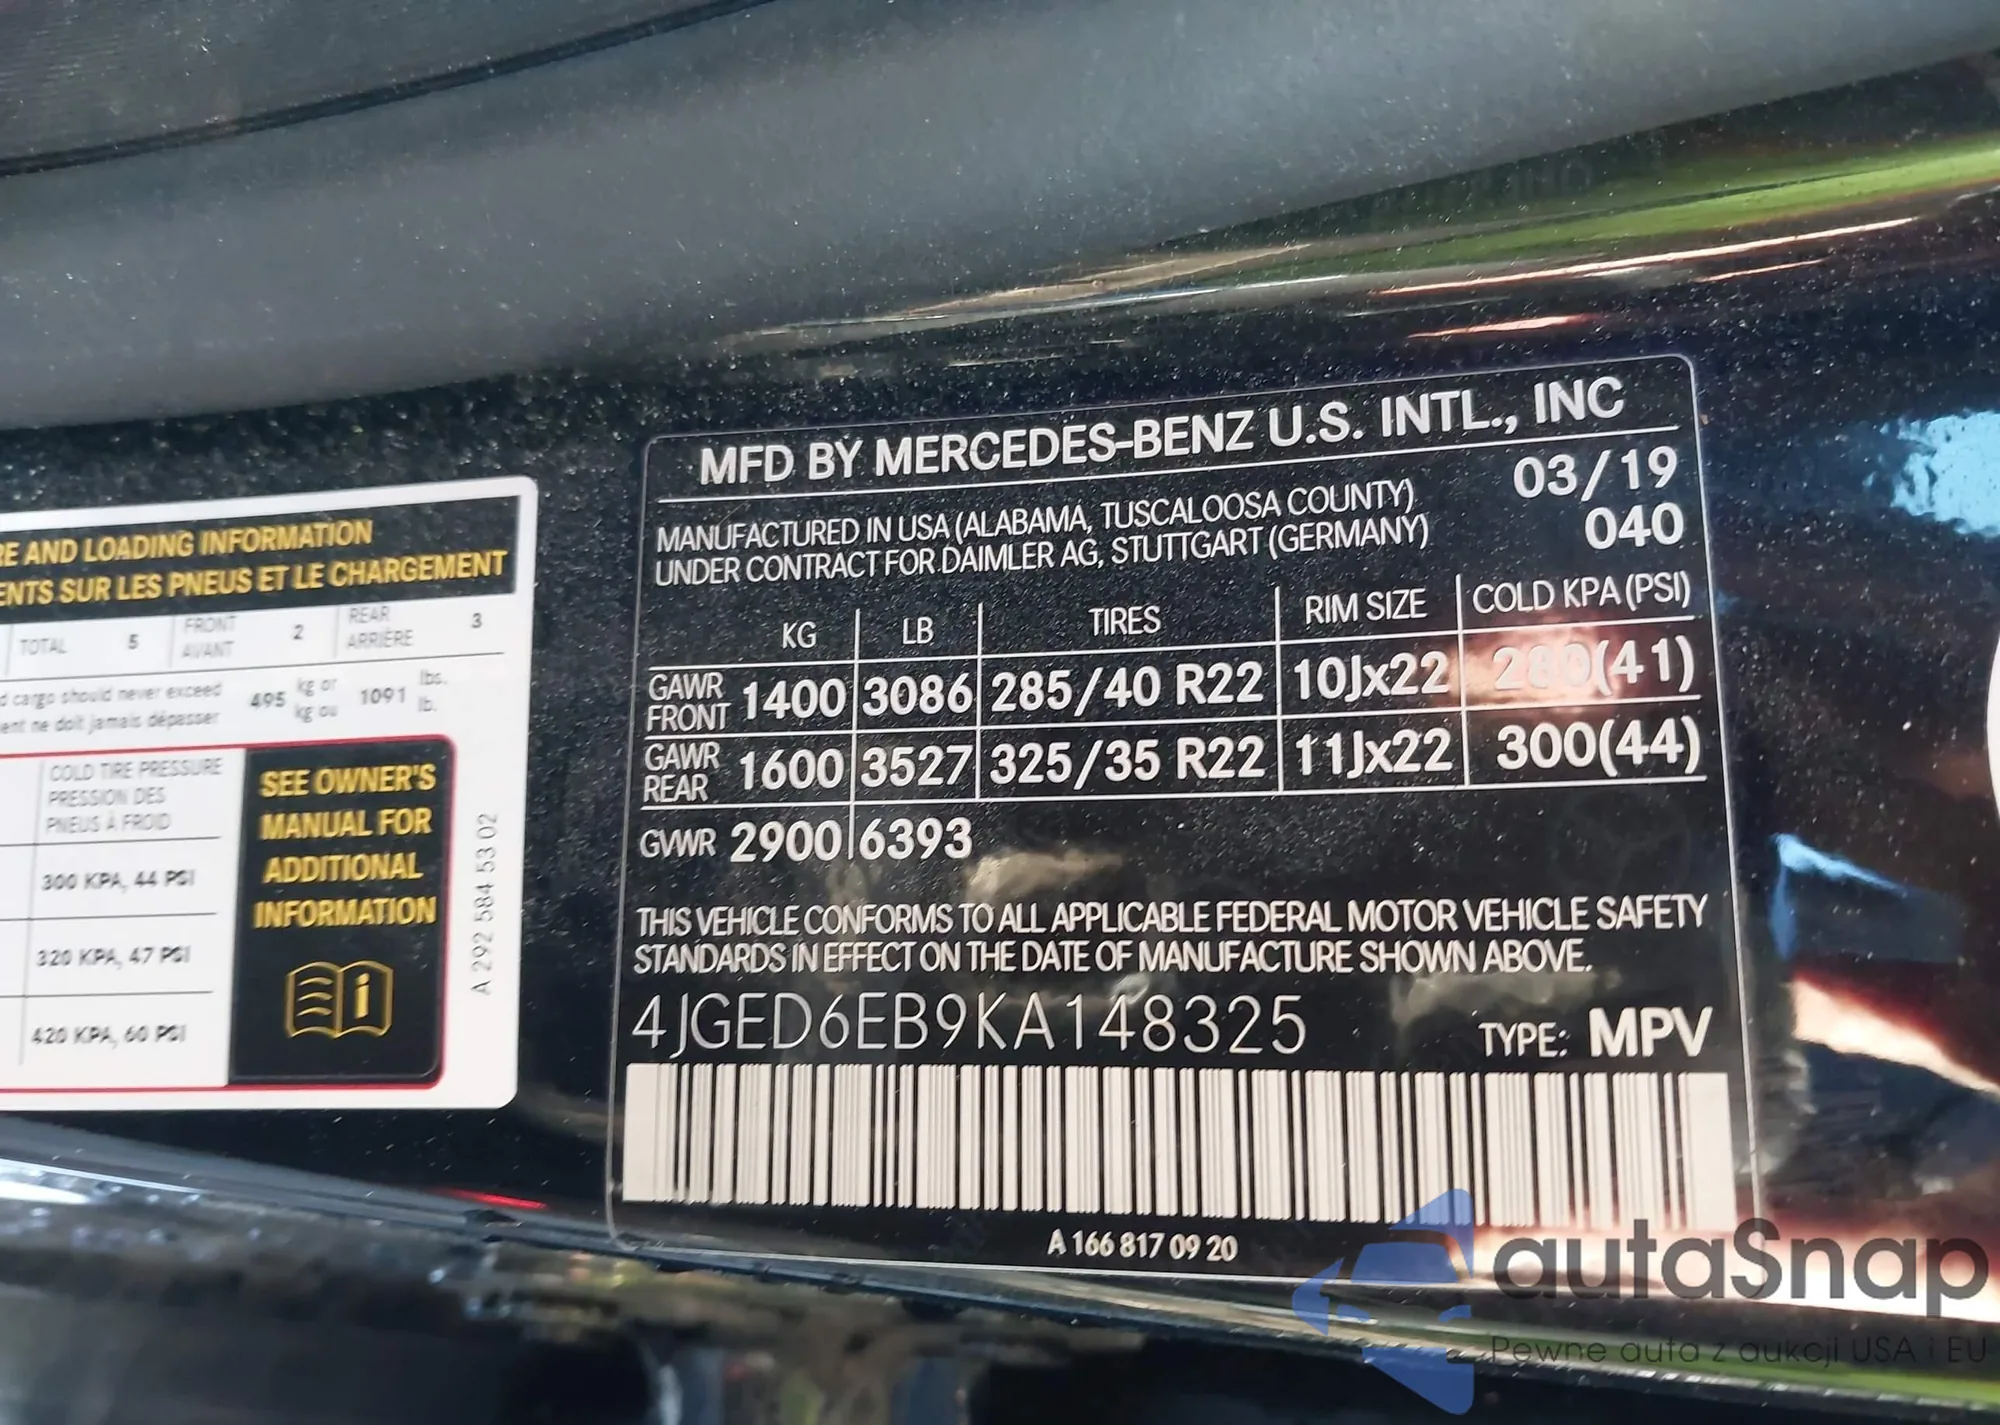 RE AND LOADING INFORMATION
ENTS SUR LES PNEUS ET LE CHARGEMENT
TOTAL 5 FRONT AVANT 2 REAR ARRIÈRE 3
d cargo should never exceed 495 kg or 1091 lbs.
ent ne doit jamais dépasser kg ou lb.
COLD TIRE PRESSURE
PRESSION DES
PNEUS À FROID
300 KPA, 44 PSI
320 KPA, 47 PSI
420 KPA, 60 PSI
SEE OWNER'S
MANUAL FOR
ADDITIONAL
INFORMATION
A 292 584 53 02
MFD BY MERCEDES-BENZ U.S. INTL., INC
MANUFACTURED IN USA (ALABAMA, TUSCALOOSA COUNTY) 03/19
UNDER CONTRACT FOR DAIMLER AG, STUTTGART (GERMANY) 040
KG LB TIRES RIM SIZE COLD KPA (PSI)
GAWR FRONT 1400 3086 285/40 R22 10Jx22 280(41)
GAWR REAR 1600 3527 325/35 R22 11Jx22 300(44)
GVWR 2900 6393
THIS VEHICLE CONFORMS TO ALL APPLICABLE FEDERAL MOTOR VEHICLE SAFETY
STANDARDS IN EFFECT ON THE DATE OF MANUFACTURE SHOWN ABOVE.
4JGED6EB9KA148325 TYPE: MPV
A 166 817 09 20
autaSnap
Pewne auta z aukcji USA i EU